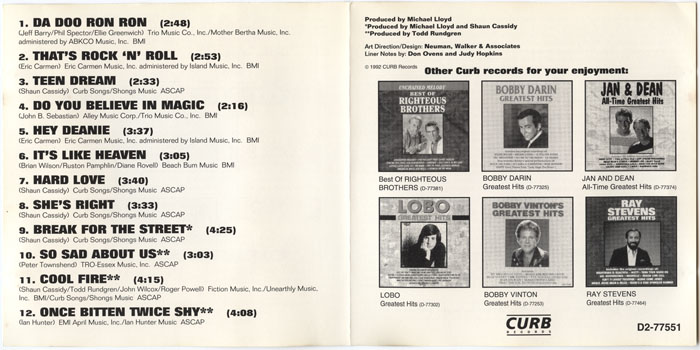 1. DA DOO RON RON (2:48)
(Jeff Barry/Phil Spector/Ellie Greenwich) Trio Music Co., Inc./Mother Bertha Music, Inc.
administered by ABKCO Music, Inc. BMI
2. THAT'S ROCK 'N' ROLL (2:53)
(Eric Carmen) Eric Carmen Music, Inc. administered by Island Music, Inc. BMI
3. TEEN DREAM (2:33)
(Shaun Cassidy) Curb Songs/Shongs Music ASCAP
4. DO YOU BELIEVE IN MAGIC (2:16)
(John B. Sebastian) Alley Music Corp./Trio Music Co., Inc. BMI
5. HEY DEANIE (3:37)
(Eric Carmen) Eric Carmen Music, Inc. administered by Island Music, Inc. BMI
6. IT'S LIKE HEAVEN (3:05)
(Brian Wilson/Ruston Pamphlin/Diane Rovell) Beach Bum Music BMI
7. HARD LOVE (3:40)
(Shaun Cassidy) Curb Songs/Shongs Music ASCAP
8. SHE'S RIGHT (3:33)
(Shaun Cassidy) Curb Songs/Shongs Music ASCAP
9. BREAK FOR THE STREET* (4:25)
(Shaun Cassidy) Curb Songs/Shongs Music ASCAP
10. SO SAD ABOUT US** (3:03)
(Peter Townshend) TRO-Essex Music, Inc. ASCAP
11. COOL FIRE** (4:15)
(Shaun Cassidy/Todd Rundgren/John Wilcox/Roger Powell) Fiction Music, Inc./Unearthly Music,
Inc. BMI/Curb Songs/Shongs Music ASCAP
12. ONCE BITTEN TWICE SHY** (4:08)
(Ian Hunter) EMI April Music, Inc./Ian Hunter Music ASCAP
Produced by Michael Lloyd
*Produced by Michael Lloyd and Shaun Cassidy
**Produced by Todd Rundgren
Art Direction/Design: Neuman, Walker & Associates
Liner Notes by: Don Ovens and Judy Hopkins
© 1992 CURB Records
Other Curb records for your enjoyment:
UNCHAINED MELODY
BEST OF
RIGHTEOUS
BROTHERS
BOBBY DARIN
GREATEST HITS
JAN & DEAN
All-Time Greatest Hits
Best Of RIGHTEOUS
BROTHERS (D-77381)
BOBBY DARIN
Greatest Hits (D-77325)
JAN AND DEAN
All-Time Greatest Hits (D-77374)
LOBO
GREATEST HITS
BOBBY VINTON'S
GREATEST HITS
RAY
STEVENS
GREATEST HITS
LOBO
Greatest Hits (D-77302)
BOBBY VINTON
Greatest Hits (D-77253)
RAY STEVENS
Greatest Hits (D-77464)
CURB
RECORDS
D2-77551